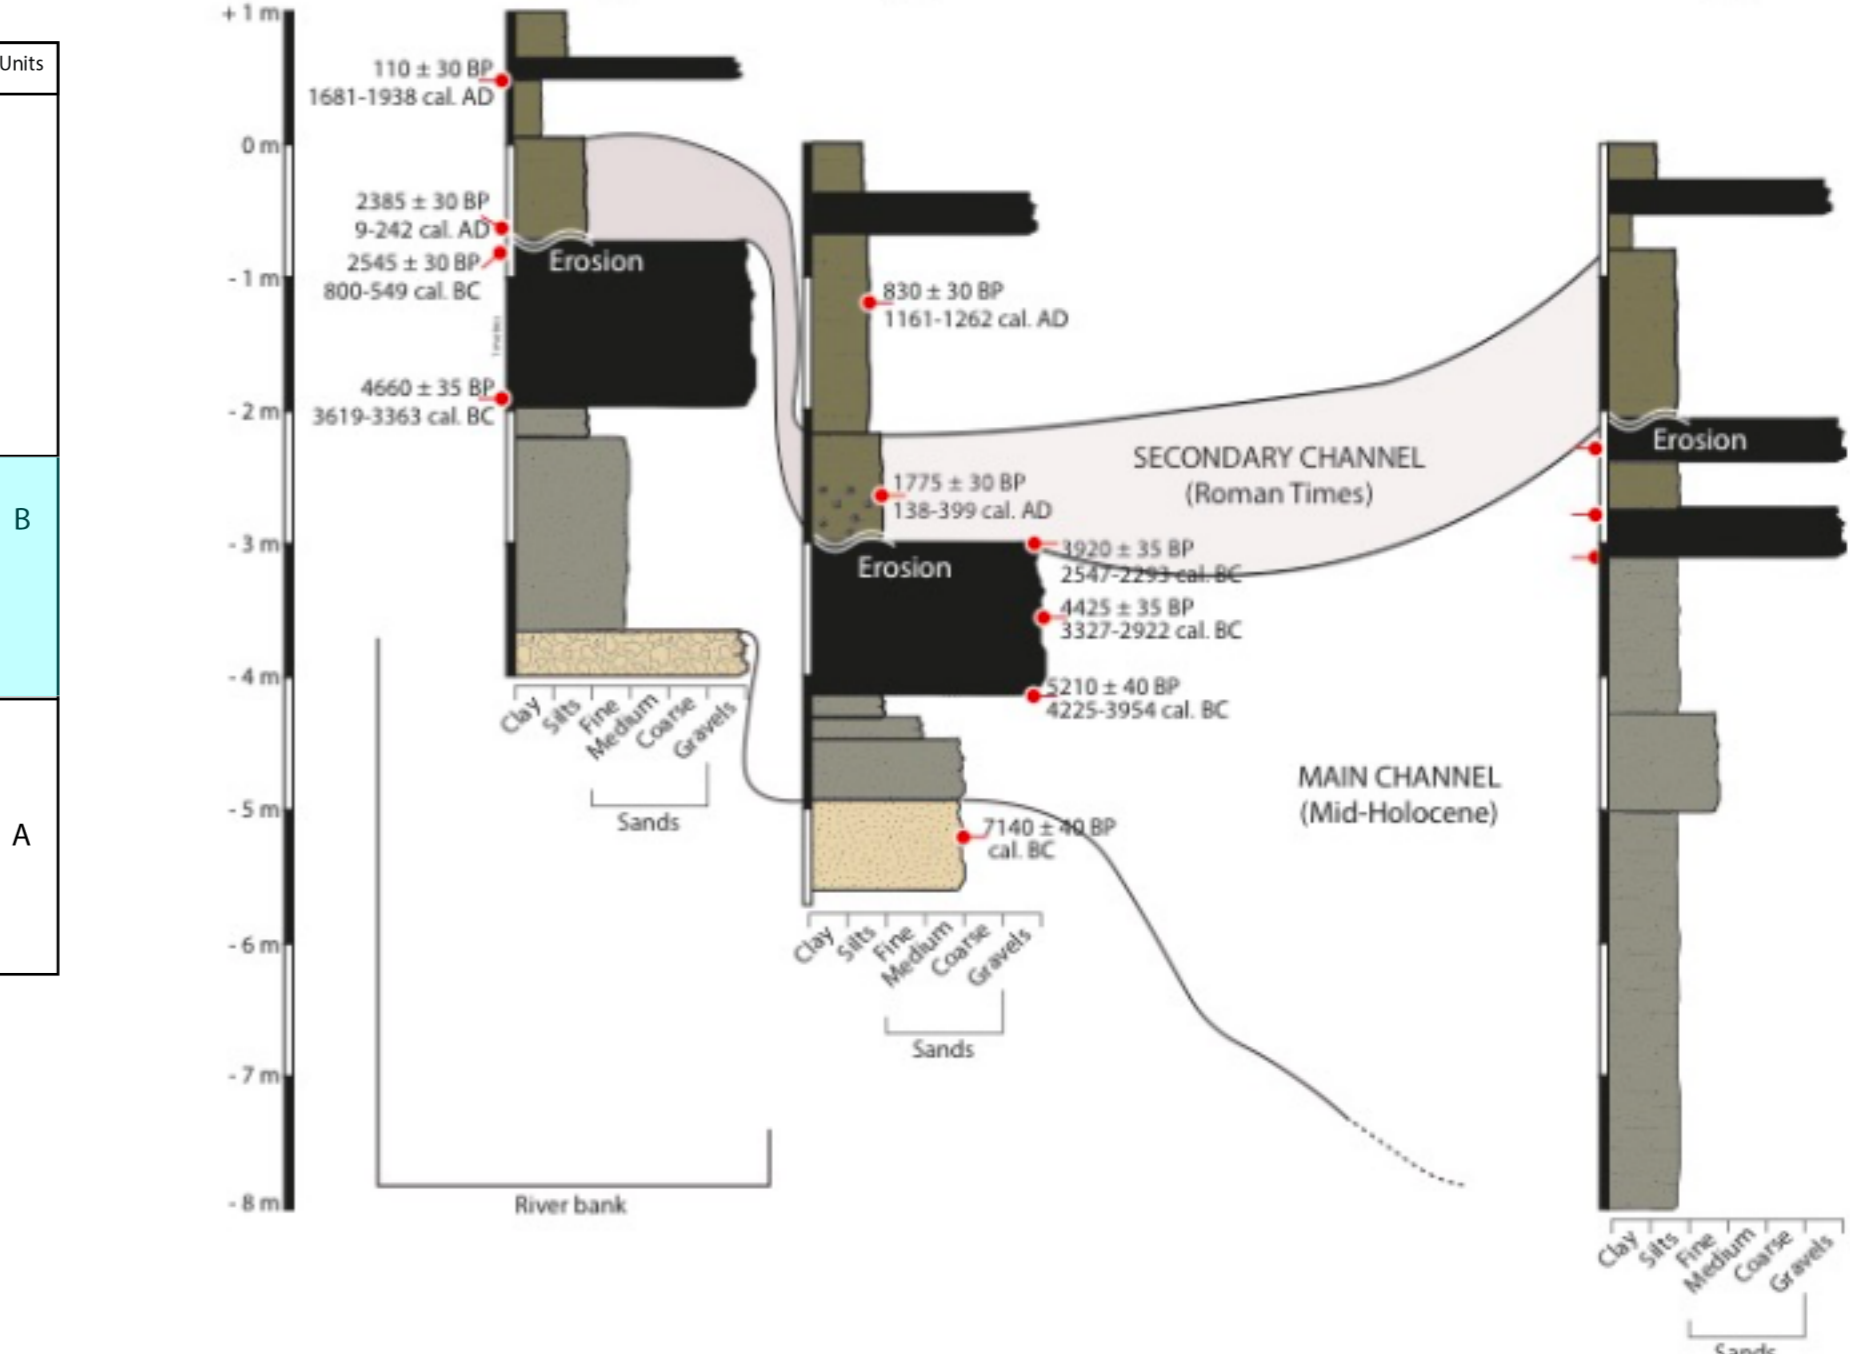 Units
B
A
+ 1 m
0 m
- 1 m
- 2 m
- 3 m
- 4 m
- 5 m
- 6 m
- 7 m
- 8 m
110 ± 30 BP
1681-1938 cal. AD
2385 ± 30 BP
9-242 cal. AD
2545 ± 30 BP
800-549 cal. BC
4660 ± 35 BP
3619-3363 cal. BC
Erosion
Clay
Silts
Fine
Medium
Coarse
Gravels
Sands
River bank
830 ± 30 BP
1161-1262 cal. AD
1775 ± 30 BP
138-399 cal. AD
Erosion
3920 ± 35 BP
2547-2293 cal. BC
4425 ± 35 BP
3327-2922 cal. BC
5210 ± 40 BP
4225-3954 cal. BC
7140 ± 40 BP
cal. BC
Clay
Silts
Fine
Medium
Coarse
Gravels
Sands
SECONDARY CHANNEL
(Roman Times)
MAIN CHANNEL
(Mid-Holocene)
Erosion
Clay
Silts
Fine
Medium
Coarse
Gravels
Sands